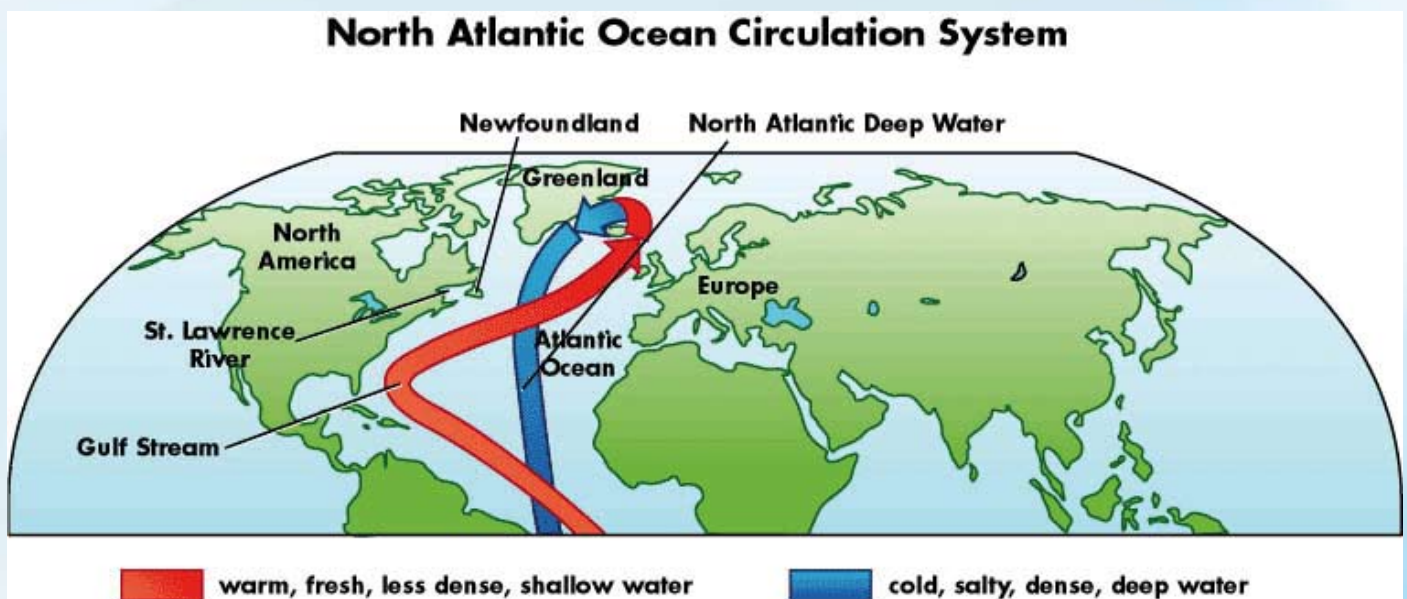 North Atlantic Ocean Circulation System
Newfoundland
North Atlantic Deep Water
Greenland
North
America
Europe
St. Lawrence
River
Atlantic
Ocean
Gulf Stream
warm, fresh, less dense, shallow water
cold, salty, dense, deep water